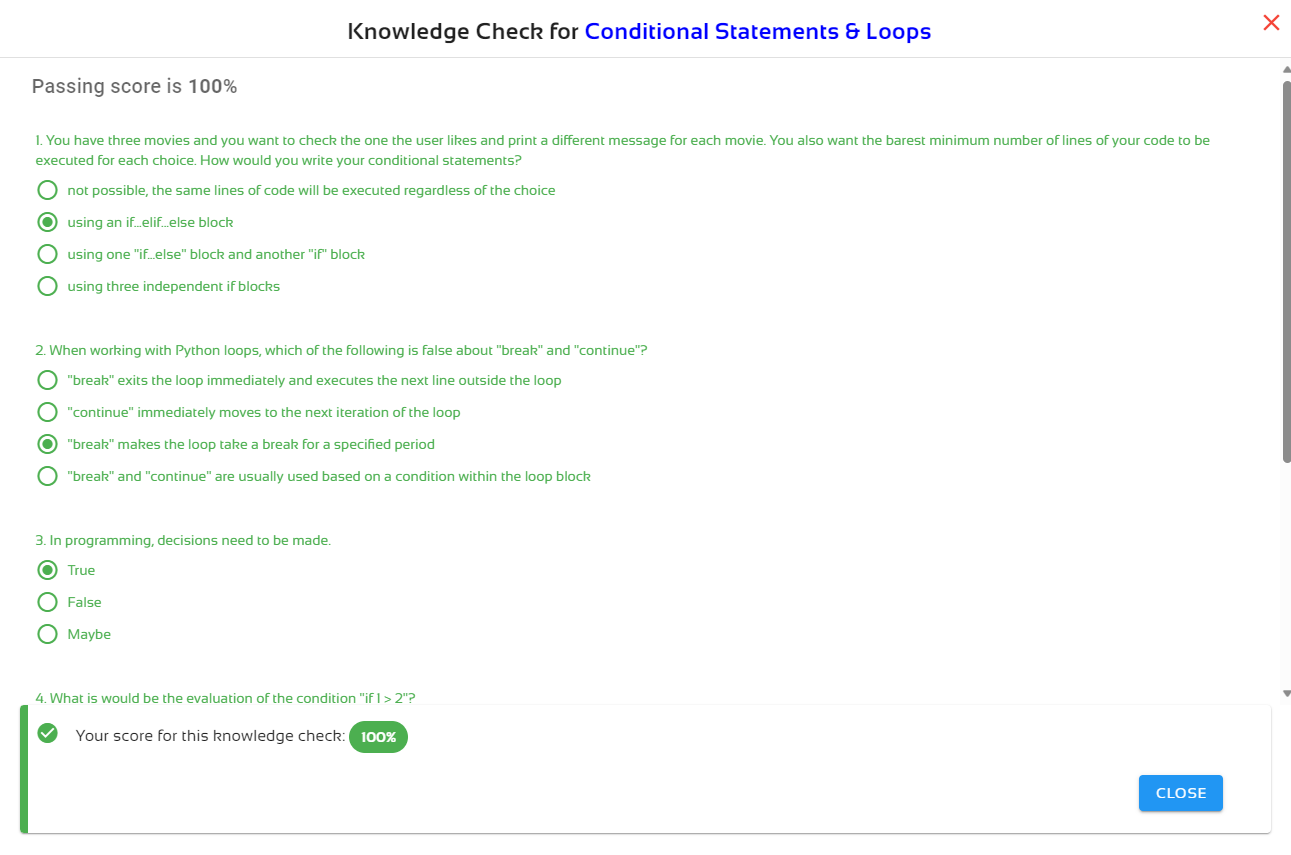 Knowledge Check for Conditional Statements & Loops
Passing score is 100%
1. You have three movies and you want to check the one the user likes and print a different message for each movie. You also want the barest minimum number of lines of your code to be
executed for each choice. How would you write your conditional statements?
not possible, the same lines of code will be executed regardless of the choice
using an if...elif...else block
using one "if...else" block and another "if" block
using three independent if blocks
2. When working with Python loops, which of the following is false about "break" and "continue"?
"break" exits the loop immediately and executes the next line outside the loop
"continue" immediately moves to the next iteration of the loop
"break" makes the loop take a break for a specified period
"break" and "continue" are usually used based on a condition within the loop block
3. In programming, decisions need to be made.
True
False
Maybe
4. What is would be the evaluation of the condition "if 1 > 2"?
Your score for this knowledge check: 100%
CLOSE